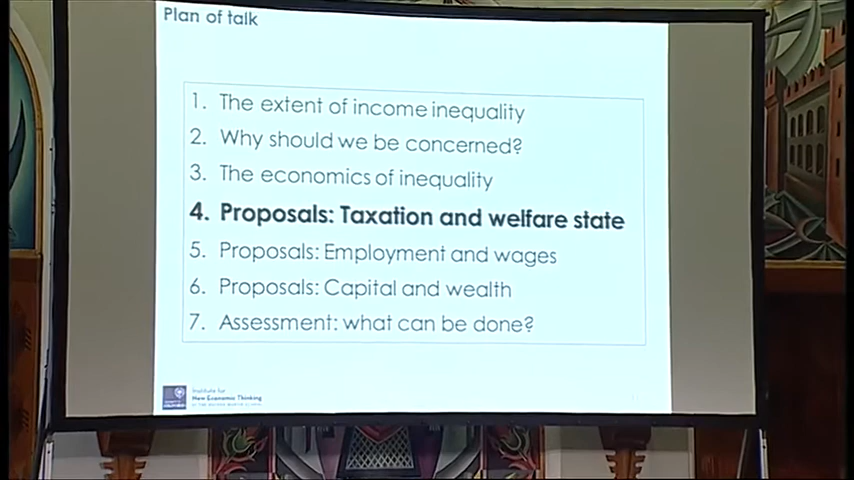 Plan of talk
1. The extent of income inequality
2. Why should we be concerned?
3. The economics of inequality
4. Proposals: Taxation and welfare state
5. Proposals: Employment and wages
6. Proposals: Capital and wealth
7. Assessment: what can be done?
Institute for
New Economic Thinking